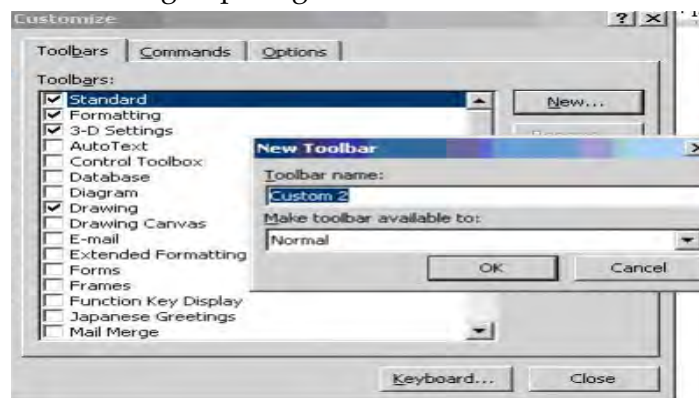 Customize
Toolbars Commands Options
Toolbars:
Standard
Formatting
3-D Settings
AutoText
Control Toolbox
Database
Diagram
Drawing
Drawing Canvas
E-mail
Extended Formatting
Forms
Frames
Function Key Display
Japanese Greetings
Mail Merge
New...
New Toolbar
Toolbar name:
Custom 2
Make toolbar available to:
Normal
OK Cancel
Keyboard... Close